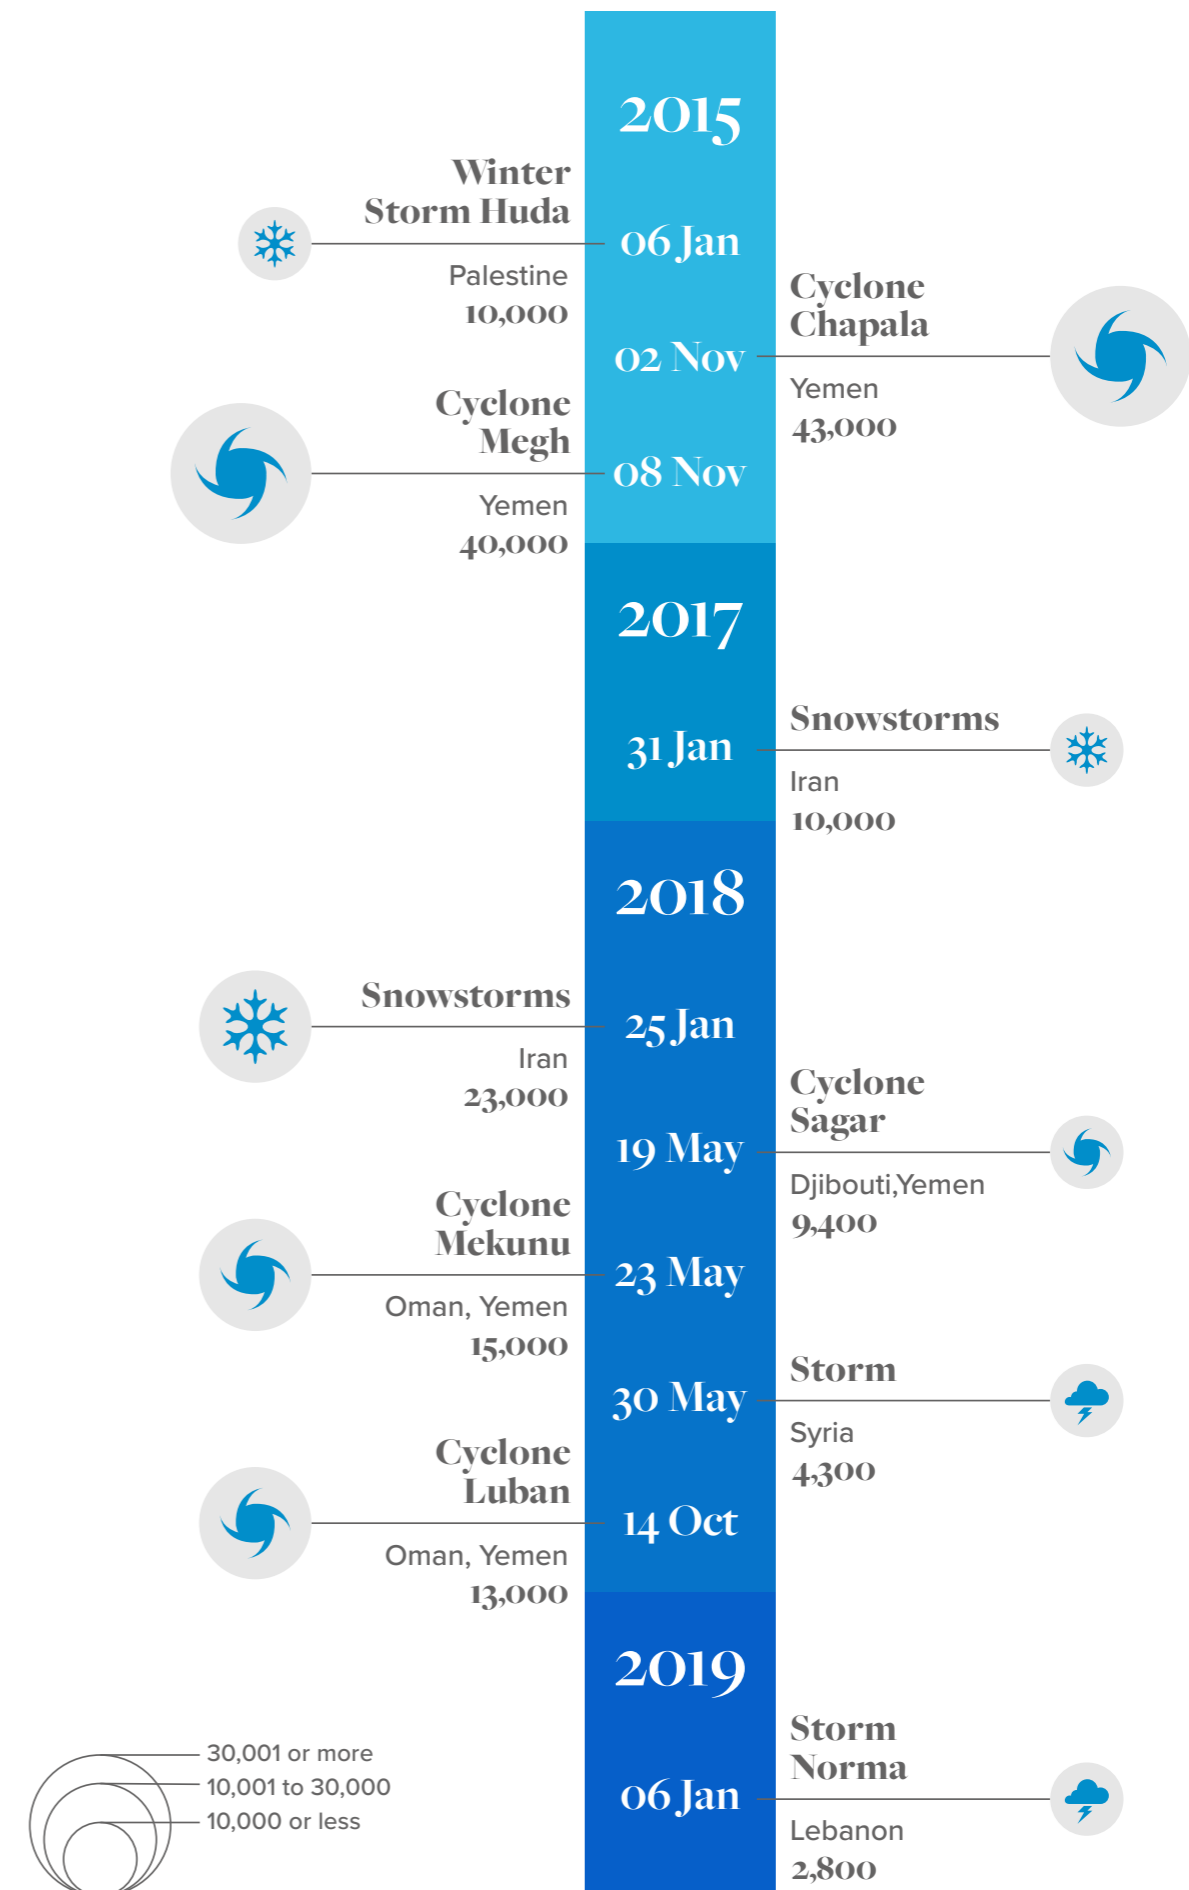 2015
Winter
Storm Huda
06 Jan
Palestine
10,000
Cyclone
Chapala
02 Nov
Yemen
43,000
Cyclone
Megh
08 Nov
Yemen
40,000
2017
Snowstorms
31 Jan
Iran
10,000
2018
Snowstorms
25 Jan
Iran
23,000
Cyclone
Sagar
19 May
Djibouti,Yemen
9,400
Cyclone
Mekunu
23 May
Oman, Yemen
15,000
Storm
30 May
Syria
4,300
Cyclone
Luban
14 Oct
Oman, Yemen
13,000
2019
Storm
Norma
06 Jan
Lebanon
2,800
30,001 or more
10,001 to 30,000
10,000 or less